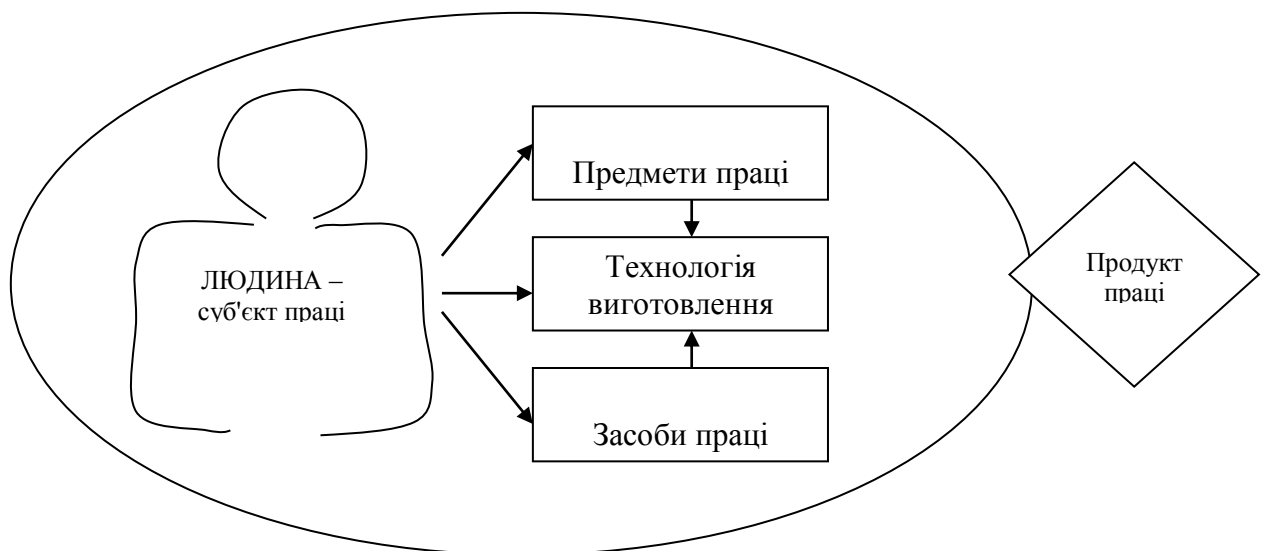 ЛЮДИНА –
суб'єкт праці
Предмети праці
Технологія
виготовлення
Засоби праці
Продукт
праці